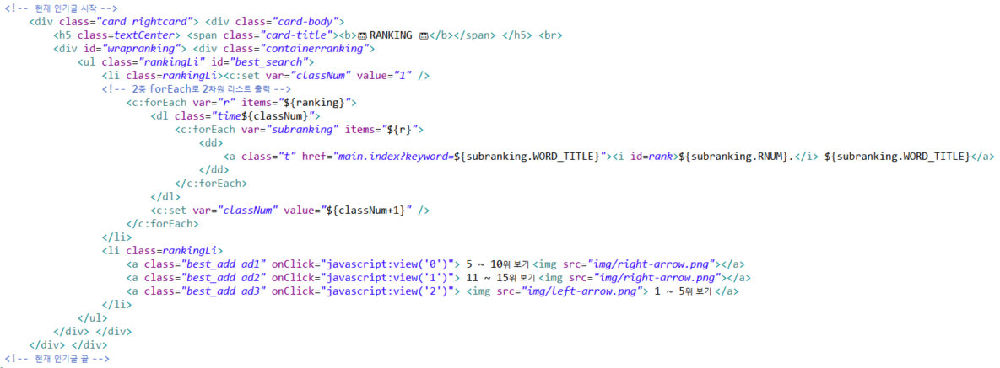 <!-- 현재 인기글 시작 -->
<div class="card rightcard"> <div class="card-body">
<h5 class=textCenter> <span class="card-title"><b>RANKING </b></span> </h5> <br>
<div id="wrapranking"> <div class="containerranking">
<ul class="rankingLi" id="best_search">
<li class=rankingLi><c:set var="classNum" value="1" />
<!-- 2중 forEach로 2차원 리스트 출력 -->
<c:forEach var="r" items="${ranking}">
<dl class="time${classNum}">
<c:forEach var="subranking" items="${r}">
<dd>
<a class="t" href="main.index?keyword=${subranking.WORD_TITLE}"><i id=rank>${subranking.RNUM}.</i> ${subranking.WORD_TITLE}</a>
</dd>
</c:forEach>
</dl>
<c:set var="classNum" value="${classNum+1}" />
</c:forEach>
</li>
<li class=rankingLi>
<a class="best_add ad1" onClick="javascript:view('0')"> 5 ~ 10위 보기 <img src="img/right-arrow.png"></a>
<a class="best_add ad2" onClick="javascript:view('1')"> 11 ~ 15위 보기 <img src="img/right-arrow.png"></a>
<a class="best_add ad3" onClick="javascript:view('2')"> <img src="img/left-arrow.png"> 1 ~ 5위 보기 </a>
</li>
</ul>
</div> </div>
</div> </div>
<!-- 현재 인기글 끝 -->